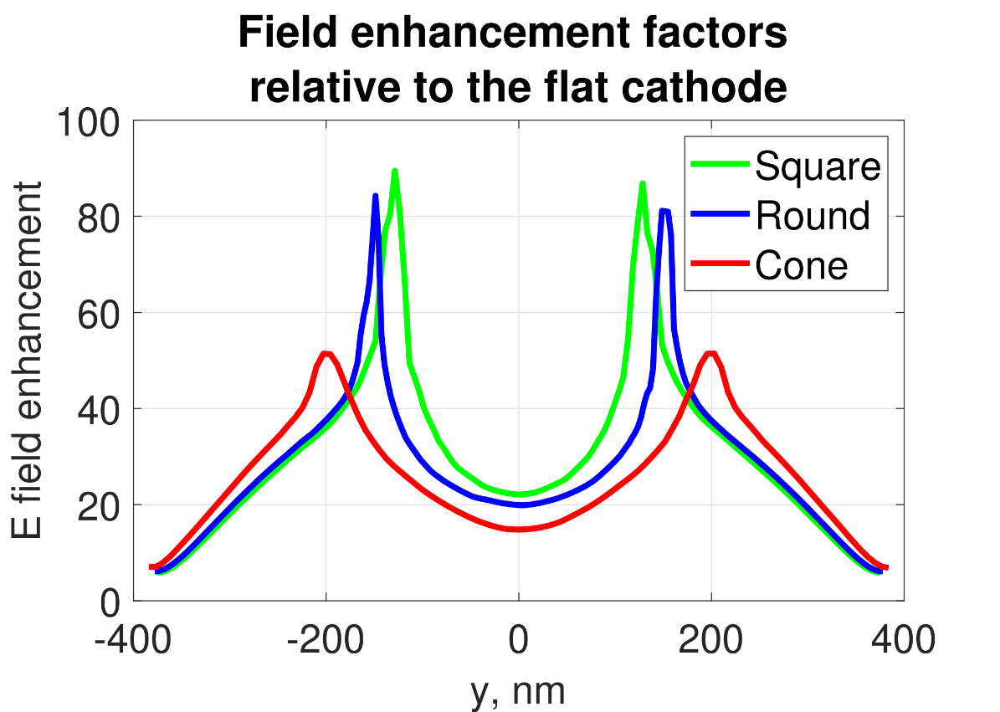 Field enhancement factors
relative to the flat cathode
E field enhancement
100
80
60
40
20
0
-400
-200
0
200
400
y, nm
Square
Round
Cone